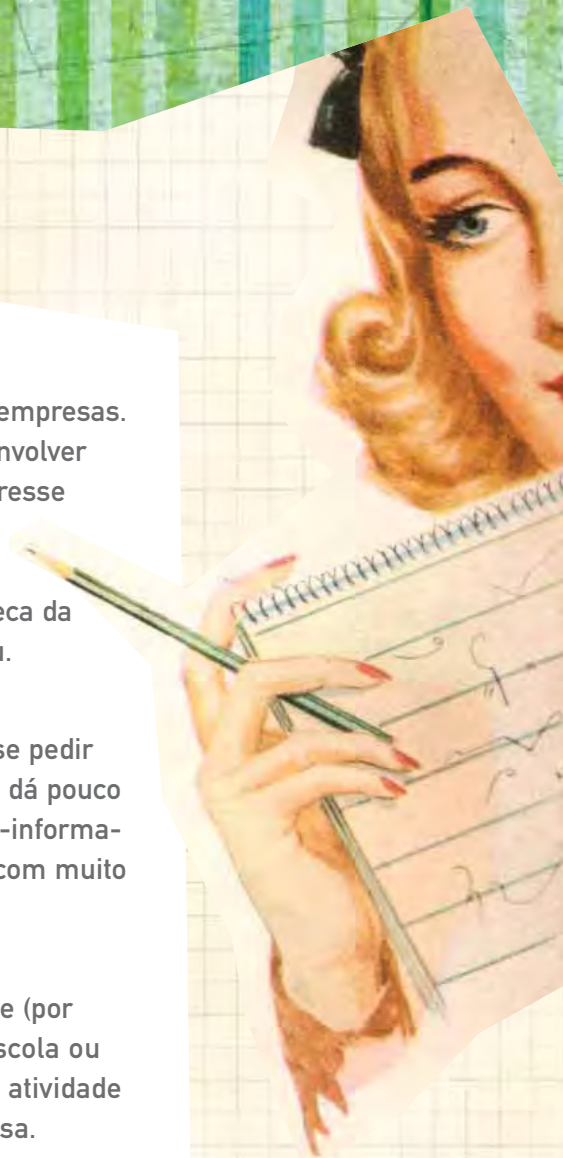 empresas.
nvolver
resse
eca da
u.
se pedir
dá pouco
-informa-
com muito
e (por
scola ou
atividade
sa.